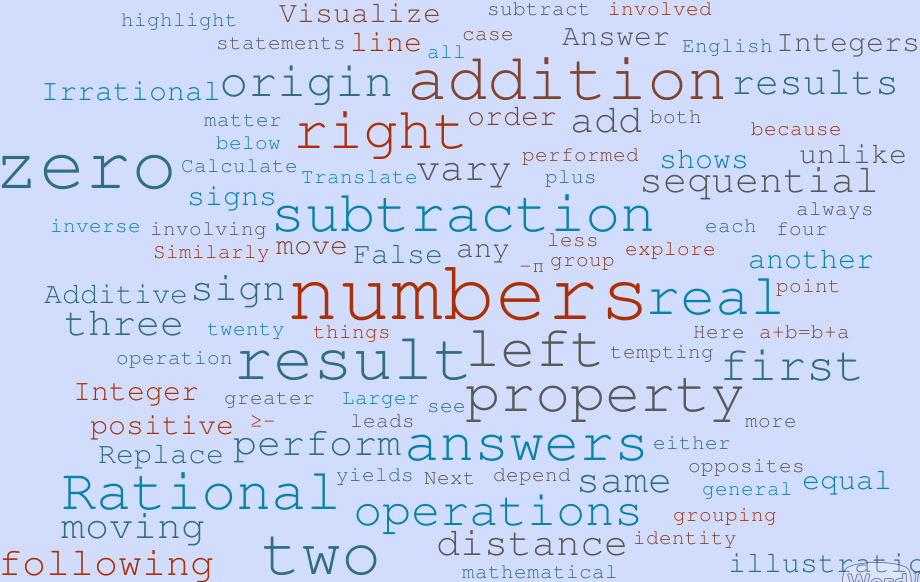 highlight Visualize subtract involved
statements line all case Answer English Integers
Irrational origin addition results
matter right order add both because
below
zero Calculate Translate vary performed plus shows unlike
signs sequential
inverse involving subtraction each always four
Similarly move False any less group explore another
-π
Additive sign numbers real point
three twenty things Here a+b=b+a
operation result left tempting first
Integer greater Larger see property
positive ≥- leads more
Replace perform answers either
Rational yields Next depend same opposites general equal
moving operations grouping
following two distance identity
mathematical